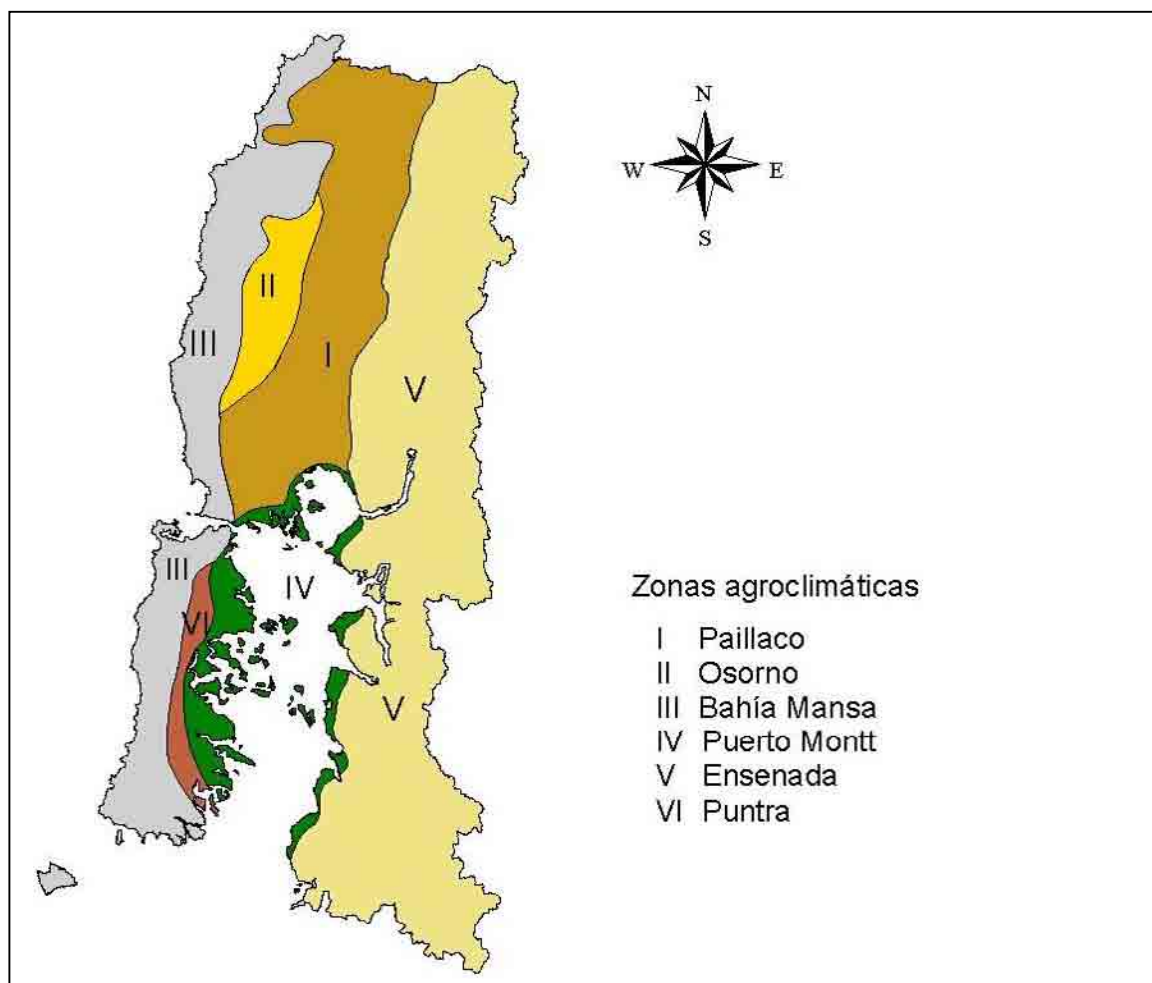 N
W E
S
II
III
I
V
III
IV
VI
V
Zonas agroclimáticas
I Paillaco
II Osorno
III Bahía Mansa
IV Puerto Montt
V Ensenada
VI Puntra